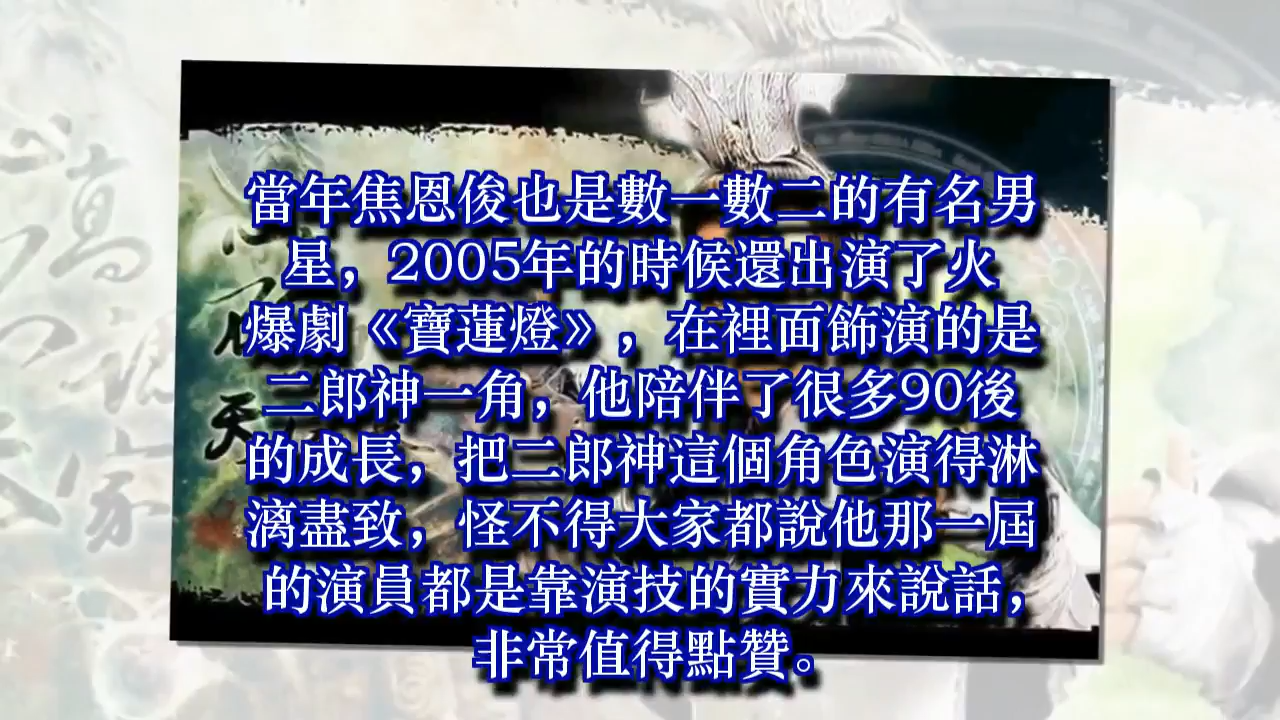 當年焦恩俊也是數一數二的有名男
星，2005年的時候還出演了火
爆劇《寶蓮燈》，在裡面飾演的是
二郎神一角，他陪伴了很多90後
的成長，把二郎神這個角色演得淋
漓盡致，怪不得大家都說他那一屆
的演員都是靠演技的實力來說話，
非常值得點贊。
天